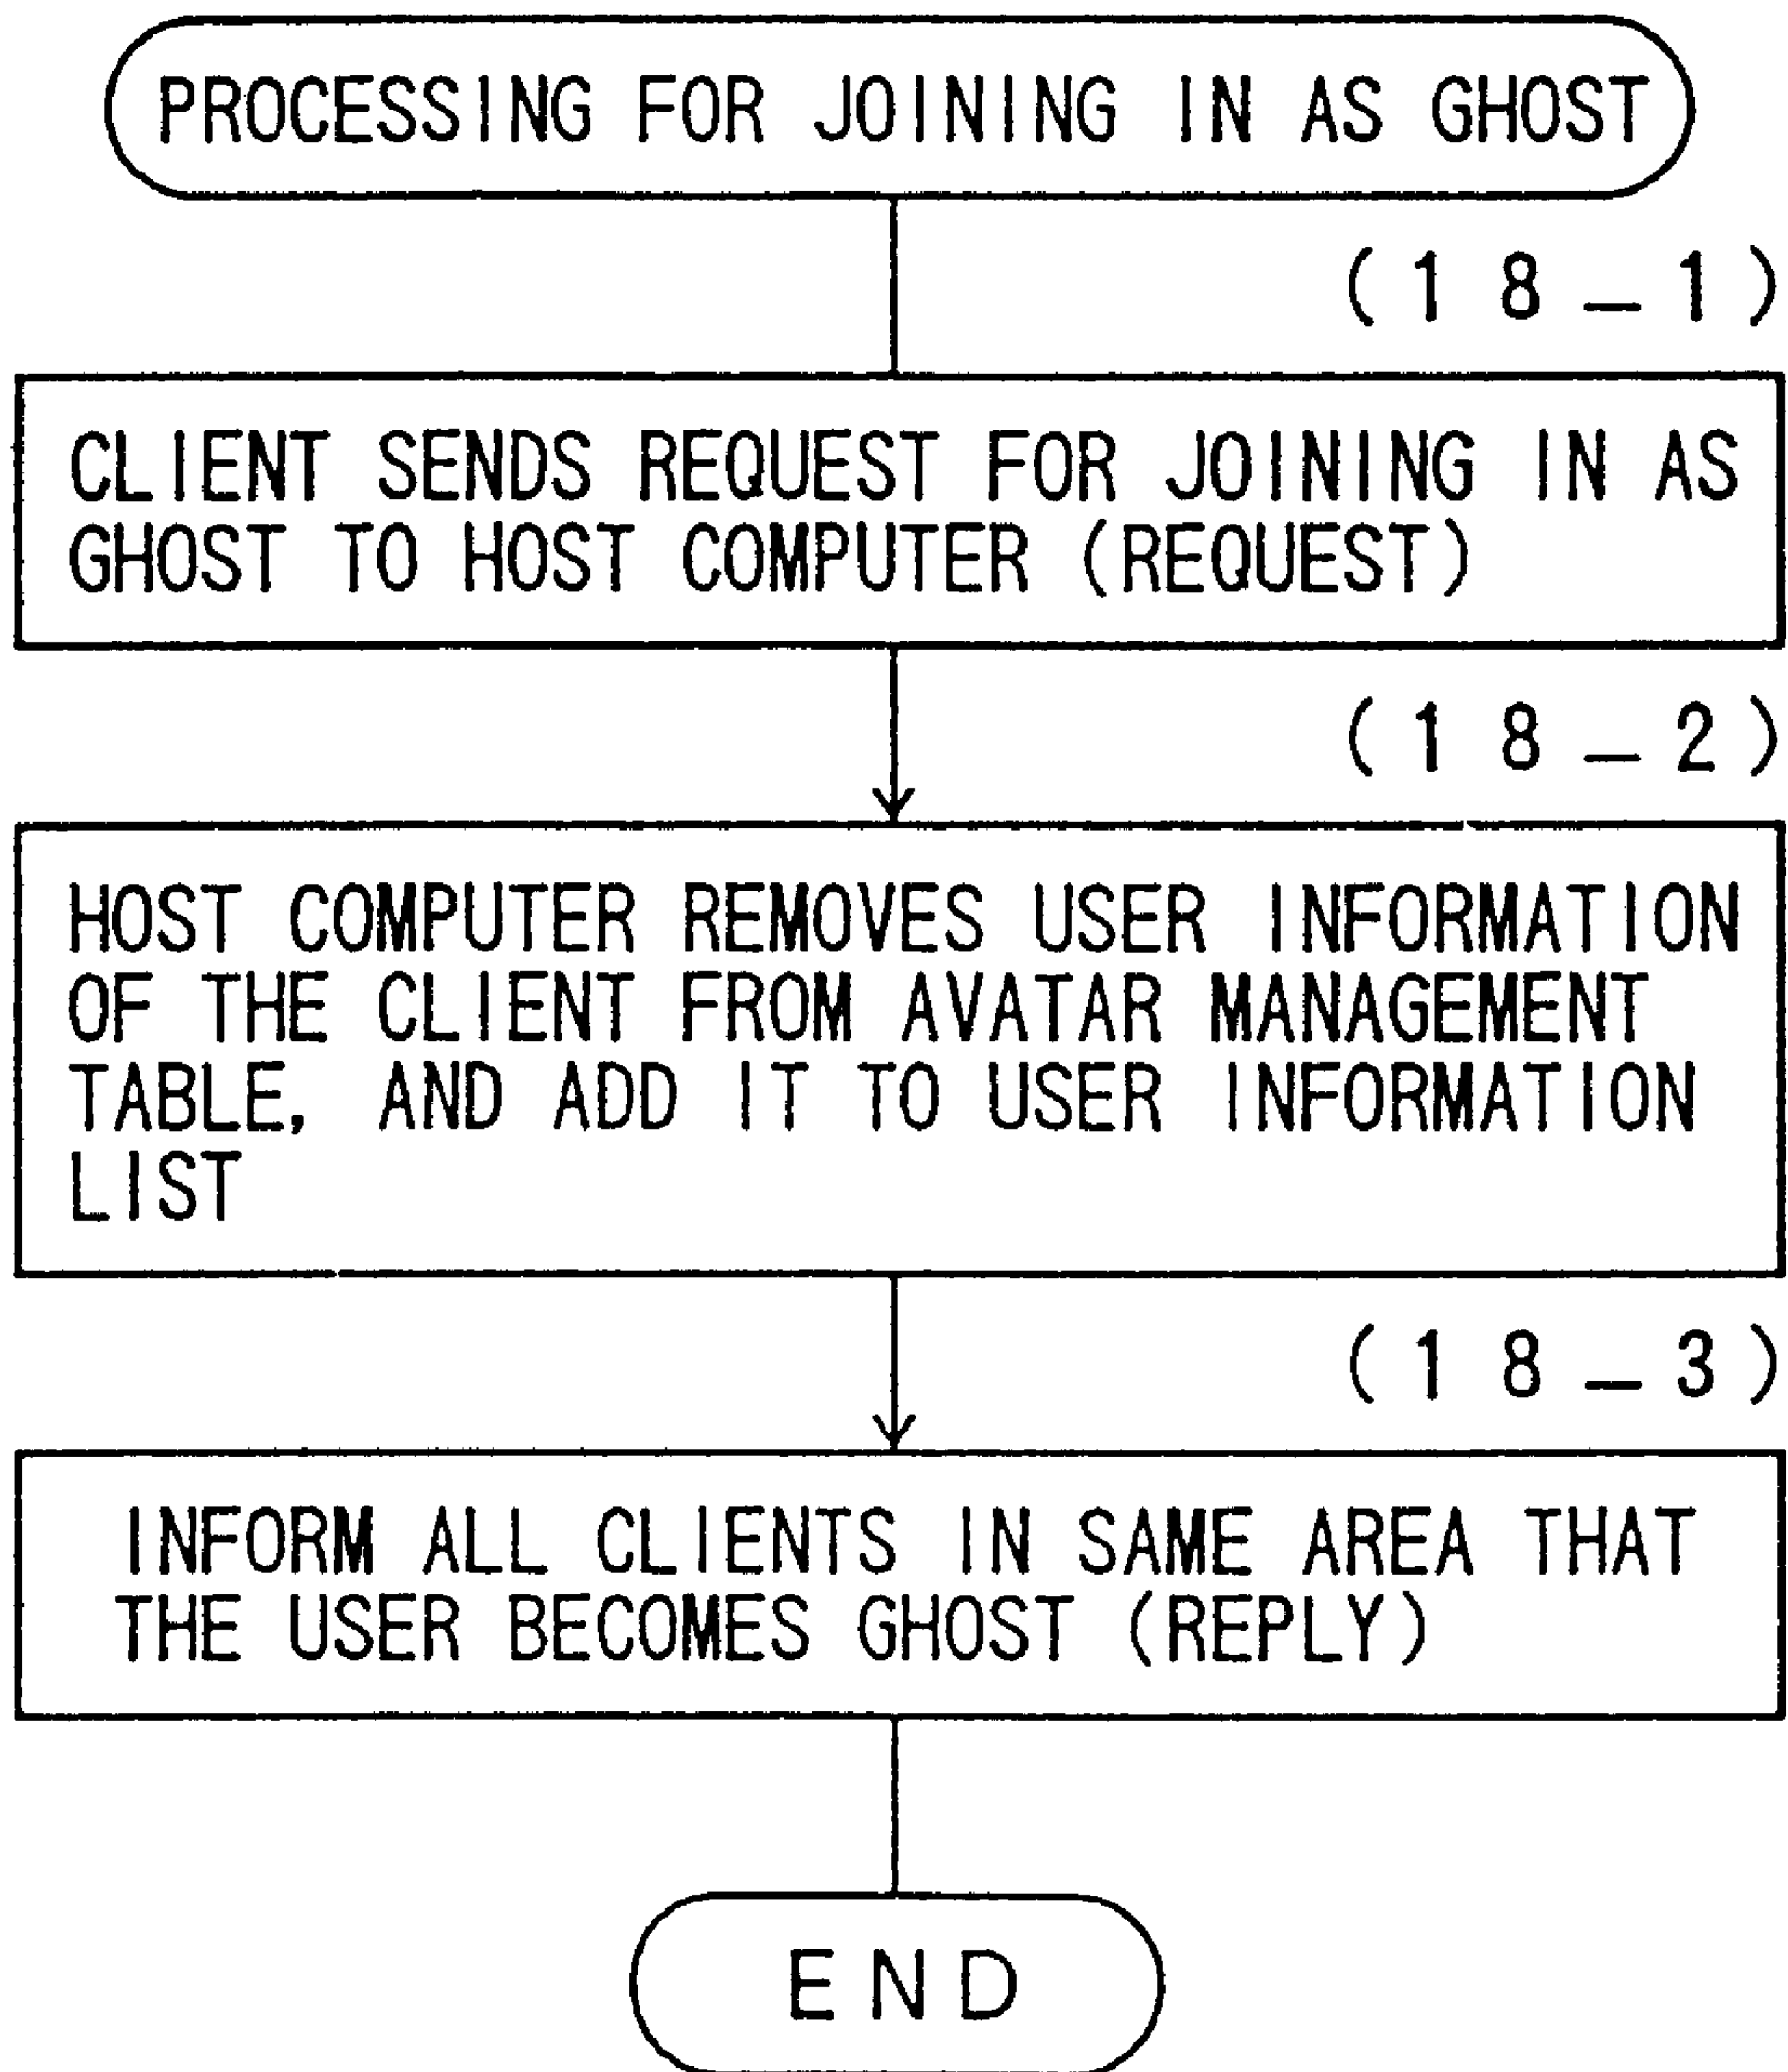 PROCESSING FOR JOINING IN AS GHOST
(18_1)
CLIENT SENDS REQUEST FOR JOINING IN AS
GHOST TO HOST COMPUTER (REQUEST)
(18_2)
HOST COMPUTER REMOVES USER INFORMATION
OF THE CLIENT FROM AVATAR MANAGEMENT
TABLE, AND ADD IT TO USER INFORMATION
LIST
(18_3)
INFORM ALL CLIENTS IN SAME AREA THAT
THE USER BECOMES GHOST (REPLY)
END